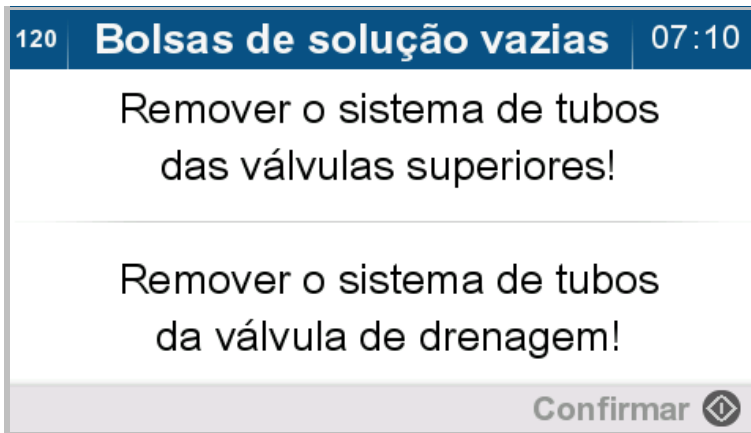 120 Bolsas de solução vazias 07:10
Remover o sistema de tubos
das válvulas superiores!
Remover o sistema de tubos
da válvula de drenagem!
Confirmar